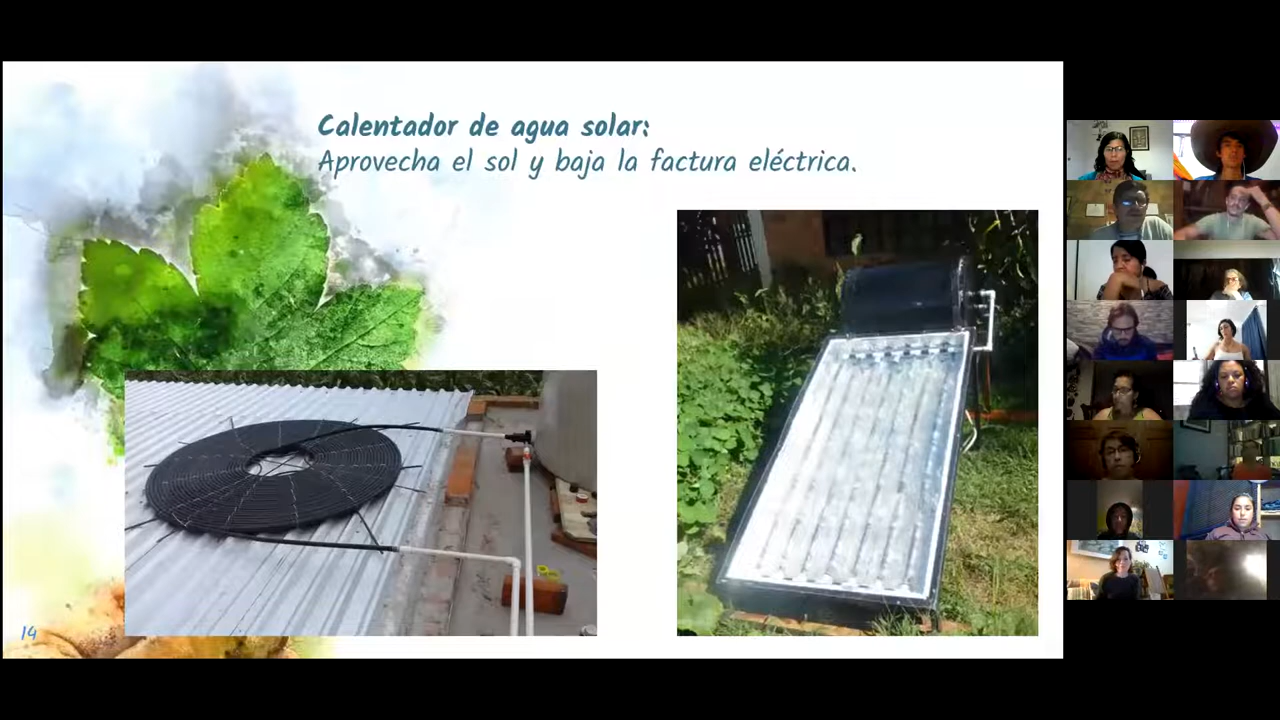 Calentador de agua solar:
Aprovecha el sol y baja la factura eléctrica.
14